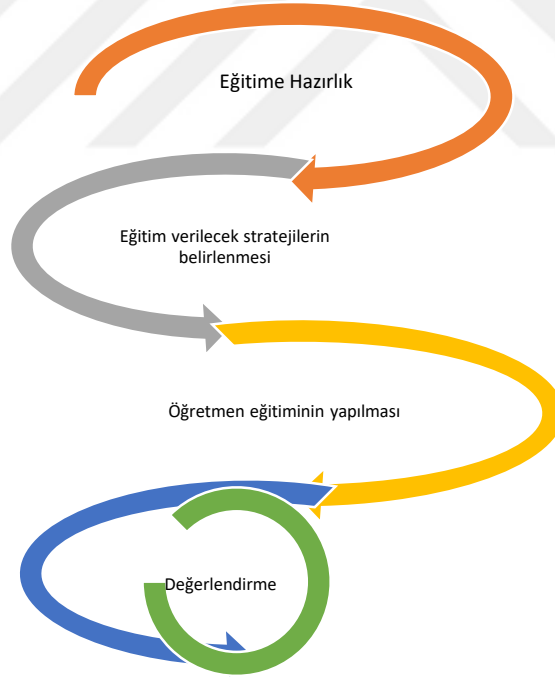 Eğitime Hazırlık
Eğitim verilecek stratejilerin
belirlenmesi
Öğretmen eğitiminin yapılması
Değerlendirme